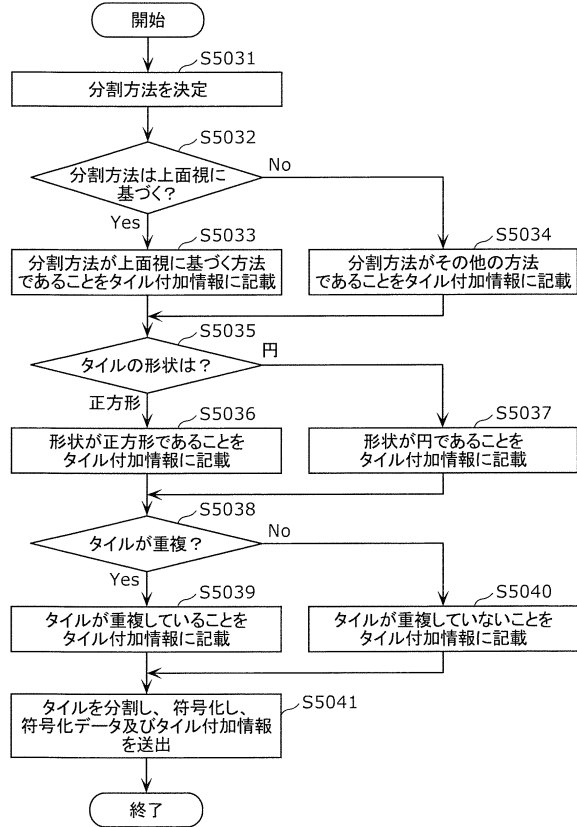 開始
S5031
分割方法を決定
S5032
分割方法は上面視に
基づく？
No
Yes
S5033
分割方法が上面視に基づく方法
であることをタイル付加情報に記載
S5034
分割方法がその他の方法
であることをタイル付加情報に記載
S5035
タイルの形状は？
円
正方形
S5036
形状が正方形であることを
タイル付加情報に記載
S5037
形状が円であることを
タイル付加情報に記載
S5038
タイルが重複？
No
Yes
S5039
タイルが重複していることを
タイル付加情報に記載
S5040
タイルが重複していないことを
タイル付加情報に記載
S5041
タイルを分割し、符号化し、
符号化データ及びタイル付加情報
を送出
終了